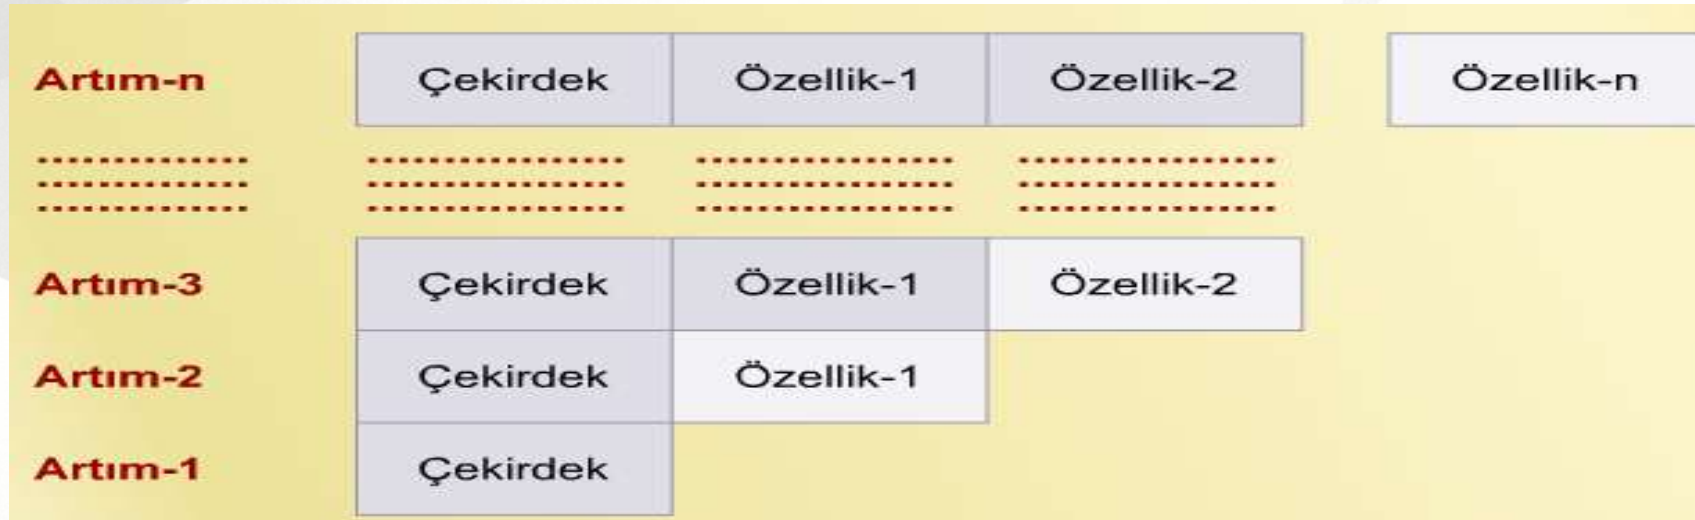 Artım-n Çekirdek Özellik-1 Özellik-2 Özellik-n
Artım-3 Çekirdek Özellik-1 Özellik-2
Artım-2 Çekirdek Özellik-1
Artım-1 Çekirdek